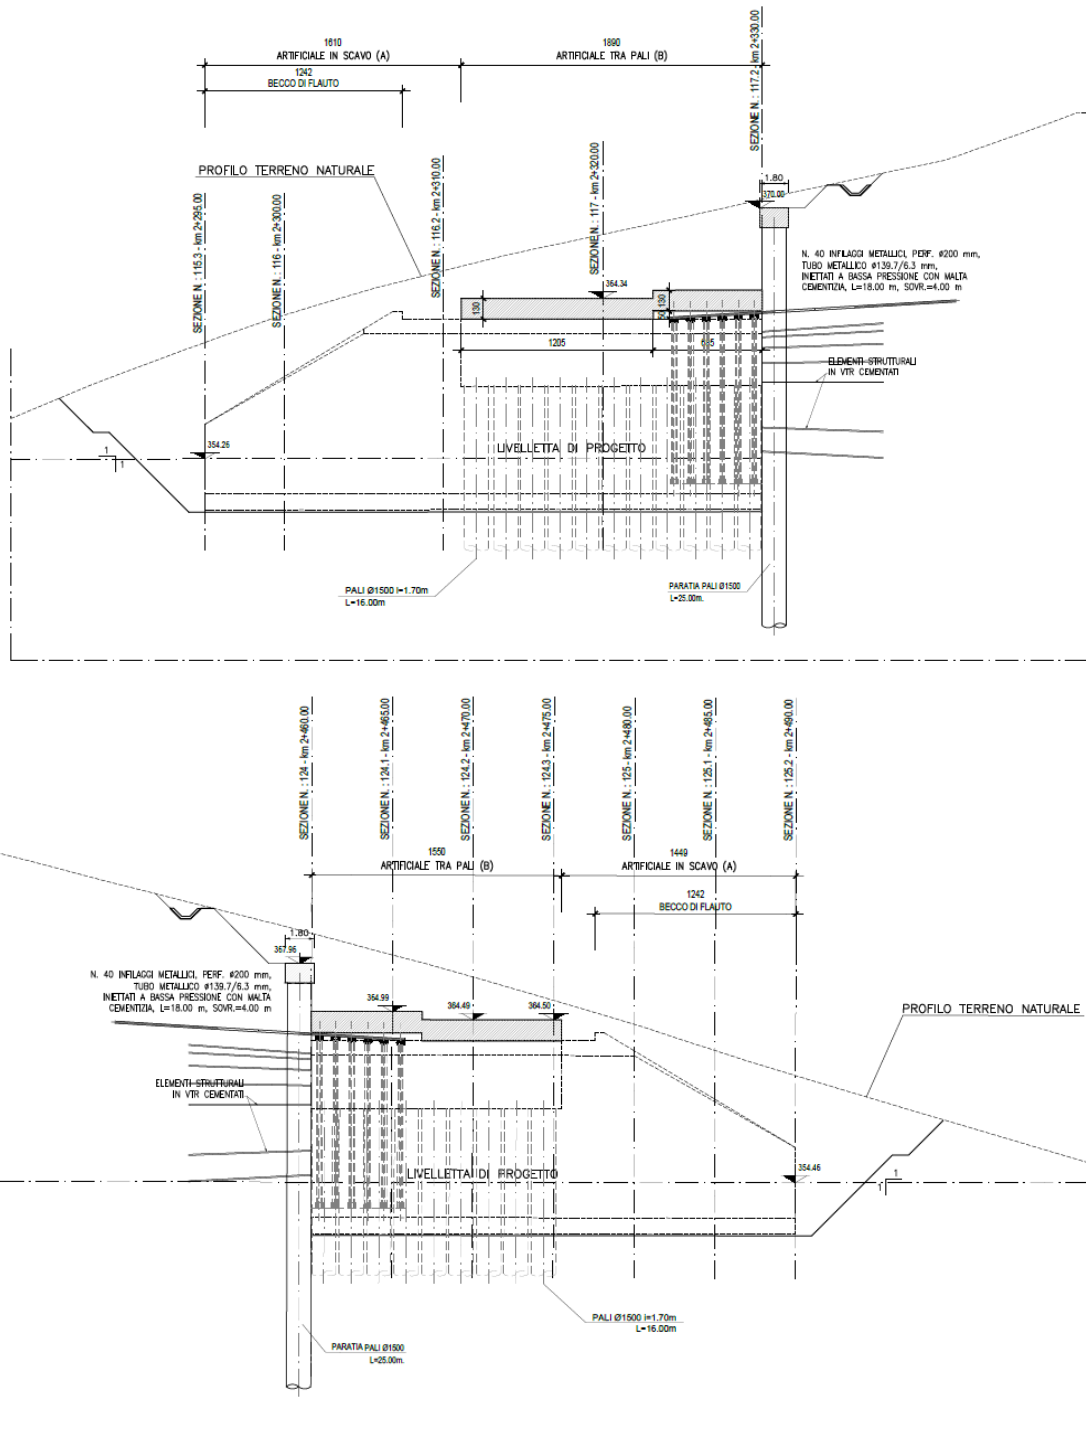 1610
ARTIFICIALE IN SCAVO (A)
1890
ARTIFICIALE TRA PALI (B)
1242
BECCO DI FLAUTO
SEZIONE N. : 117.2 - km 2+330.00
PROFILO TERRENO NATURALE
SEZIONE N. : 115.3 - km 2+295.00
SEZIONE N. : 116 - km 2+300.00
SEZIONE N. : 116.2 - km 2+310.00
SEZIONE N. : 117 - km 2+320.00
1.80
370.00
N. 40 INFILAGGI METALLICI, PERF. ø200 mm,
TUBO METALLICO ø139.7/6.3 mm,
INIETTATI A BASSA PRESSIONE CON MALTA
CEMENTIZIA, L=18.00 m, SOVR.=4.00 m
364.34
130
130
50
1205
685
ELEMENTI STRUTTURALI
IN VTR CEMENTATI
354.26
LIVELLETTA DI PROGETTO
1
1
PALI Ø1500 i=1.70m
L=16.00m
PARATIA PALI Ø1500
L=25.00m.
SEZIONE N. : 124 - km 2+460.00
SEZIONE N. : 124.1 - km 2+465.00
SEZIONE N. : 124.2 - km 2+470.00
SEZIONE N. : 124.3 - km 2+475.00
SEZIONE N. : 125 - km 2+480.00
SEZIONE N. : 125.1 - km 2+485.00
SEZIONE N. : 125.2 - km 2+490.00
1550
ARTIFICIALE TRA PALI (B)
1449
ARTIFICIALE IN SCAVO (A)
1242
BECCO DI FLAUTO
1.80
367.96
N. 40 INFILAGGI METALLICI, PERF. ø200 mm,
TUBO METALLICO ø139.7/6.3 mm,
INIETTATI A BASSA PRESSIONE CON MALTA
CEMENTIZIA, L=18.00 m, SOVR.=4.00 m
364.99
364.49
364.50
PROFILO TERRENO NATURALE
ELEMENTI STRUTTURALI
IN VTR CEMENTATI
LIVELLETTA DI PROGETTO
354.46
1
1
PALI Ø1500 i=1.70m
L=16.00m
PARATIA PALI Ø1500
L=25.00m.